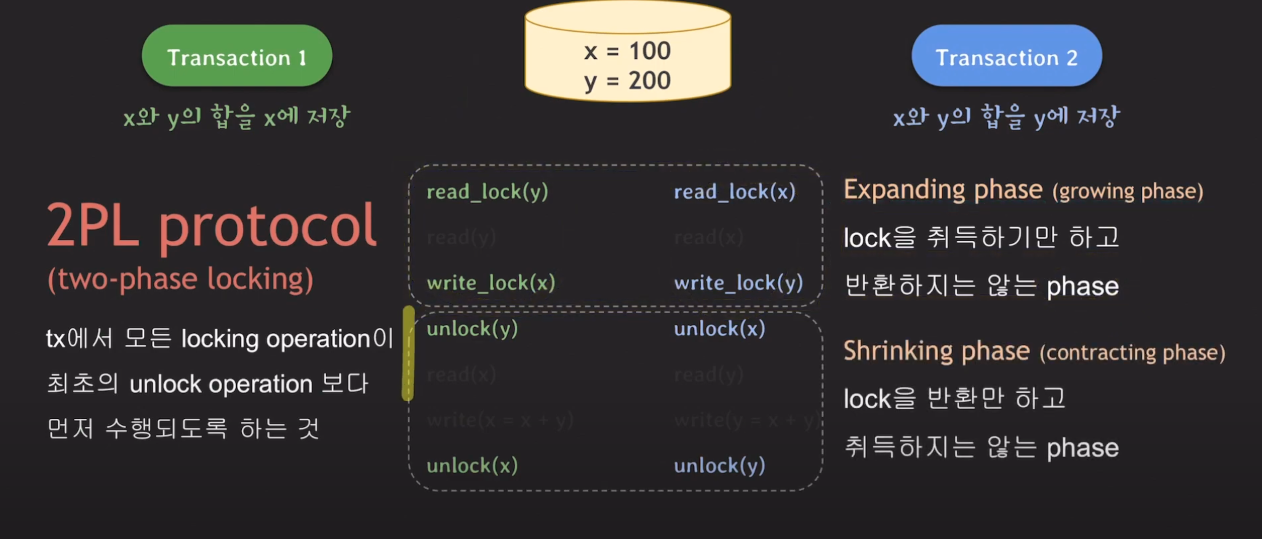 Transaction 1
x와 y의 합을 x에 저장
x = 100
y = 200
Transaction 2
x와 y의 합을 y에 저장
2PL protocol
(two-phase locking)
tx에서 모든 locking operation이
최초의 unlock operation 보다
먼저 수행되도록 하는 것
read_lock(y)
read(y)
write_lock(x)
unlock(y)
read(x)
write(x = x + y)
unlock(x)
read_lock(x)
read(x)
write_lock(y)
unlock(x)
read(y)
write(y = x + y)
unlock(y)
Expanding phase (growing phase)
lock을 취득하기만 하고
반환하지는 않는 phase
Shrinking phase (contracting phase)
lock을 반환만 하고
취득하지는 않는 phase